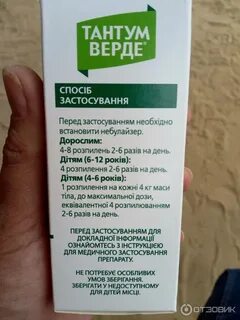 ТАНТУМ
ВЕРДЕ®
СПОСІБ
ЗАСТОСУВАННЯ
Перед застосуванням необхідно
встановити небулайзер.
Дорослим:
4-8 розпилень 2-6 разів на день.
Дітям (6-12 років):
4 розпилення 2-6 разів на день.
Дітям (4-6 років):
1 розпилення на кожні 4 кг маси
тіла, до максимальної дози,
еквівалентної 4 розпилюванням
2-6 разів на день.
ПЕРЕД ЗАСТОСУВАННЯМ ДЛЯ
ДОКЛАДНОЇ ІНФОРМАЦІЇ
ОЗНАЙОМТЕСЬ З ІНСТРУКЦІЄЮ
ДЛЯ МЕДИЧНОГО ЗАСТОСУВАННЯ
ПРЕПАРАТУ.
НЕ ПОТРЕБУЄ ОСОБЛИВИХ
УМОВ ЗБЕРІГАННЯ.
ЗБЕРІГАТИ У НЕДОСТУПНОМУ
ДЛЯ ДІТЕЙ МІСЦІ.
ОТЗОВИК